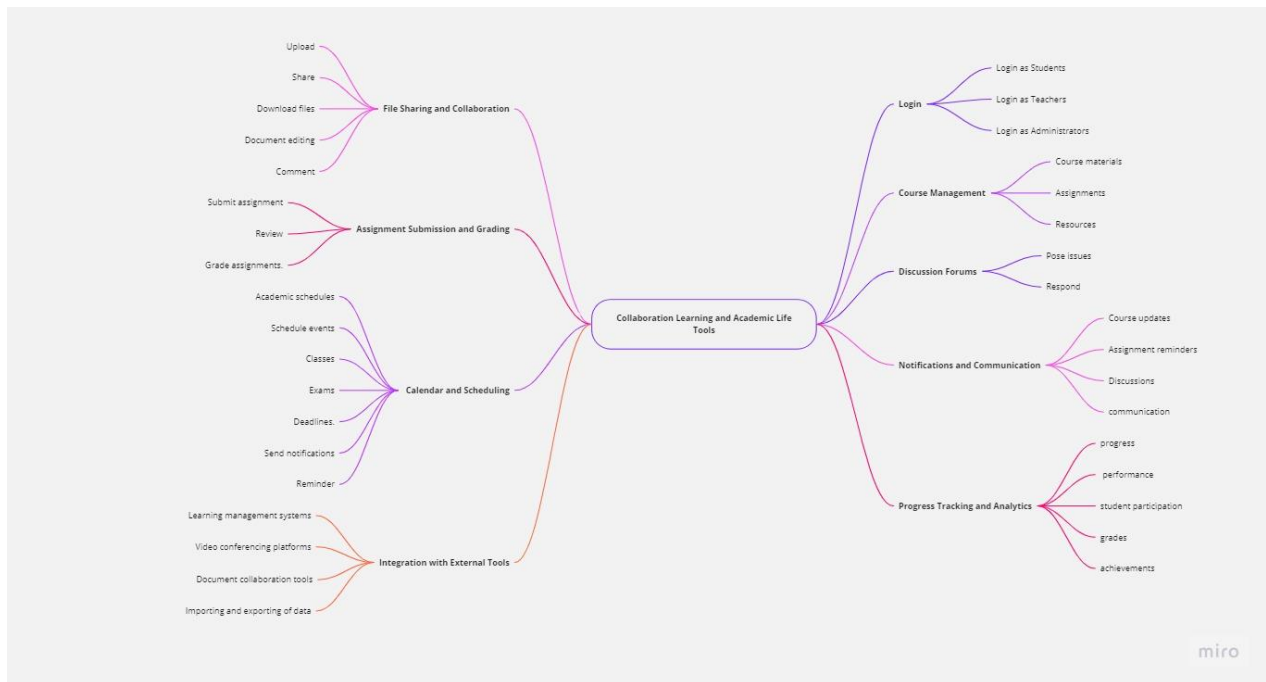 Upload
Share
Download files
Document editing
Comment
File Sharing and Collaboration
Submit assignment
Review
Grade assignments.
Assignment Submission and Grading
Academic schedules
Schedule events
Classes
Exams
Deadlines.
Send notifications
Reminder
Calendar and Scheduling
Learning management systems
Video conferencing platforms
Document collaboration tools
Importing and exporting of data
Integration with External Tools
Collaboration Learning and Academic Life
Tools
Login
Login as Students
Login as Teachers
Login as Administrators
Course Management
Course materials
Assignments
Resources
Discussion Forums
Pose issues
Respond
Notifications and Communication
Course updates
Assignment reminders
Discussions
communication
Progress Tracking and Analytics
progress
performance
student participation
grades
achievements
miro